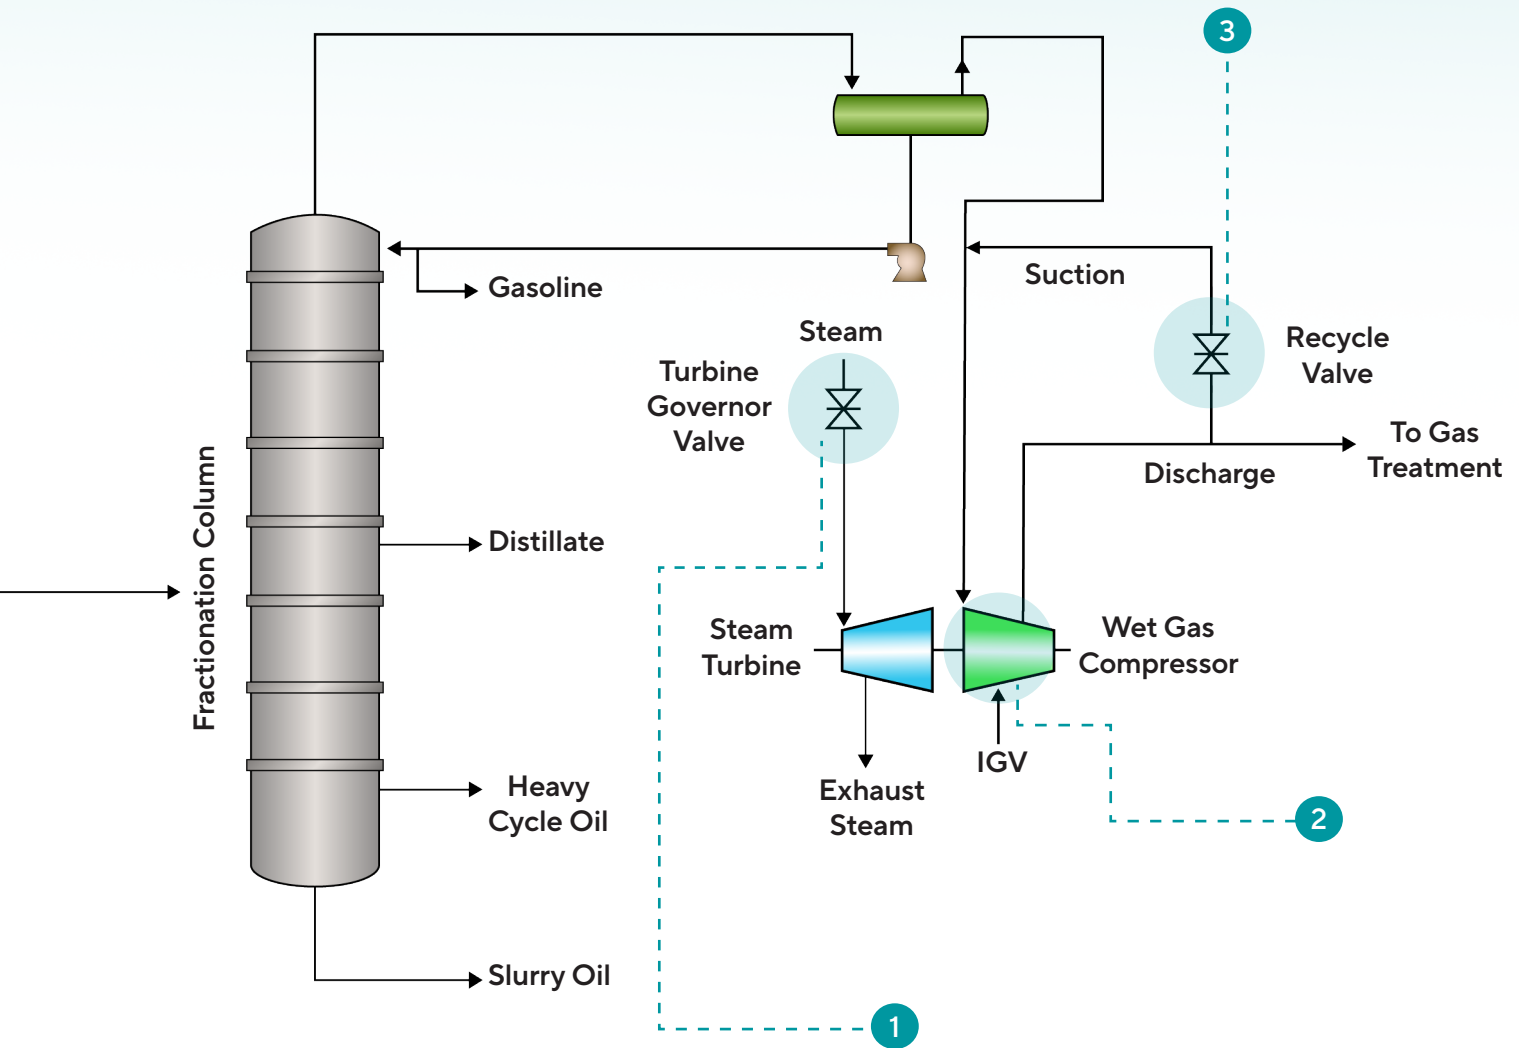 3
Gasoline
Suction
Steam
Recycle
Valve
Turbine
Governor
Valve
To Gas
Treatment
Discharge
Fractionation Column
Distillate
Steam
Turbine
Wet Gas
Compressor
IGV
Heavy
Cycle Oil
Exhaust
Steam
2
Slurry Oil
1